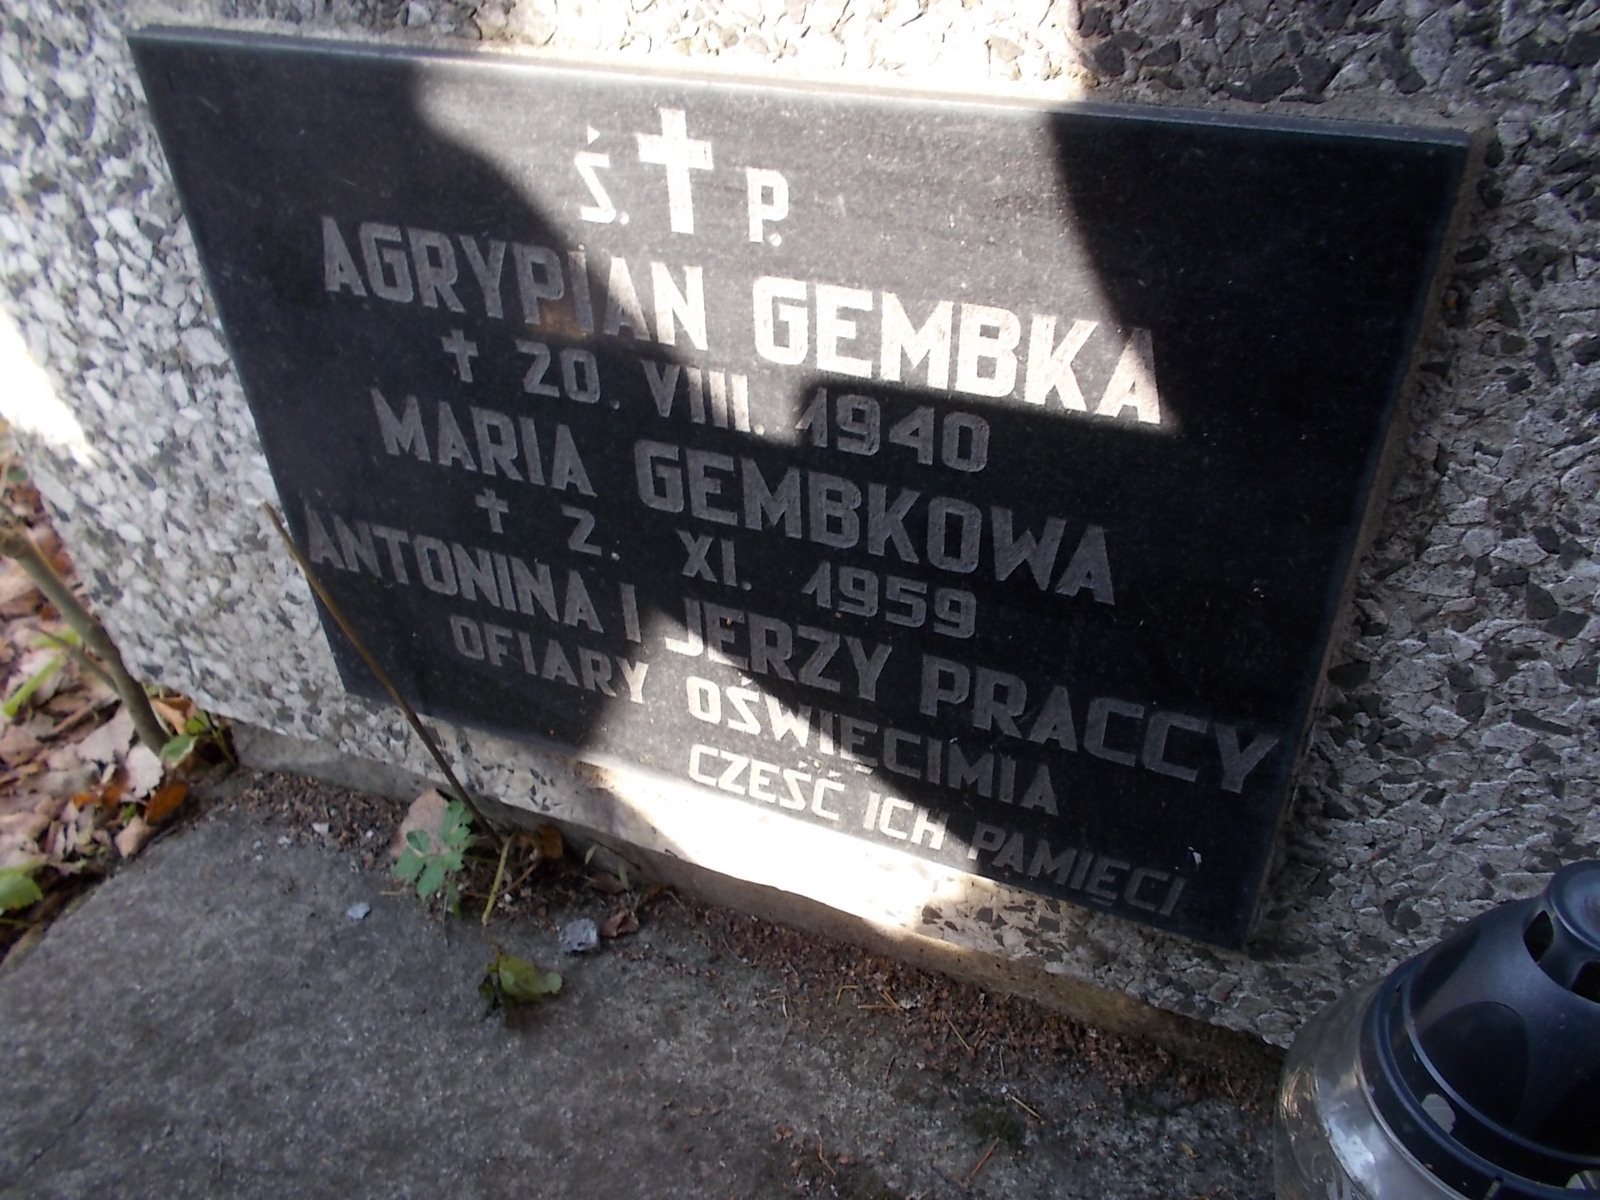 Ś. ✝ P.
AGRYPIAN GEMBKA
✝ 20. VIII. 1940
MARIA GEMBKOWA
✝ 2. XI. 1959
ANTONINA I JERZY PRACCY
OFIARY OŚWIĘCIMIA
CZEŚĆ ICH PAMIĘCI